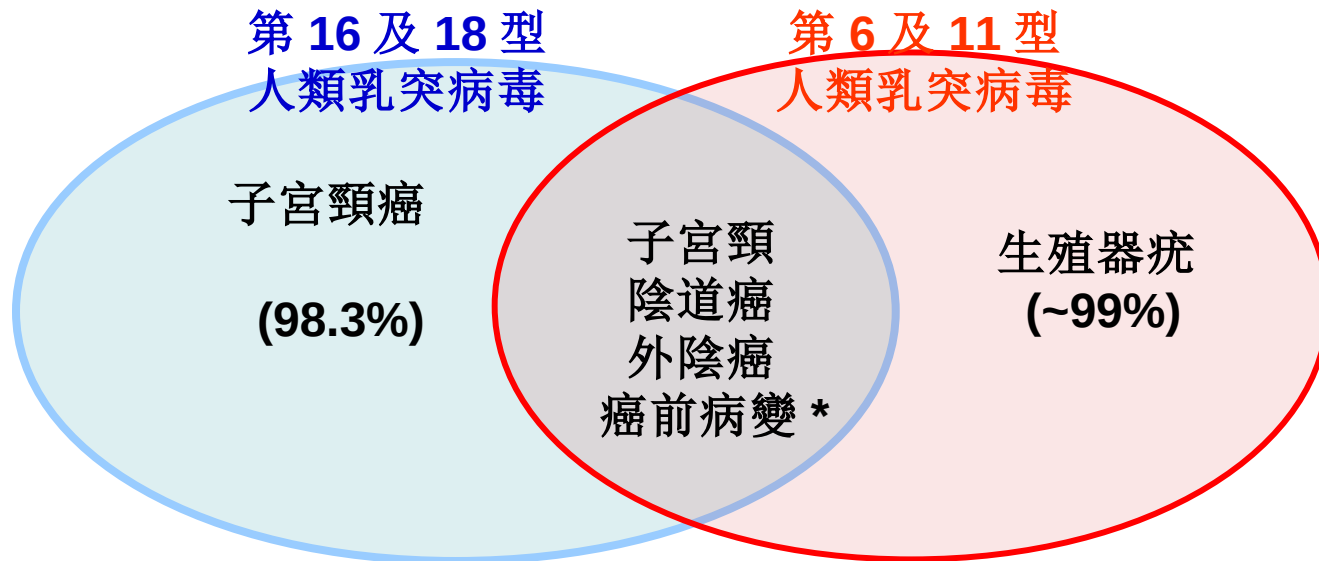 第 16 及 18 型
人類乳突病毒
第 6 及 11 型
人類乳突病毒
子宮頸癌
(98.3%)
子宮頸
陰道癌
外陰癌
癌前病變 *
生殖器疣
(~99%)